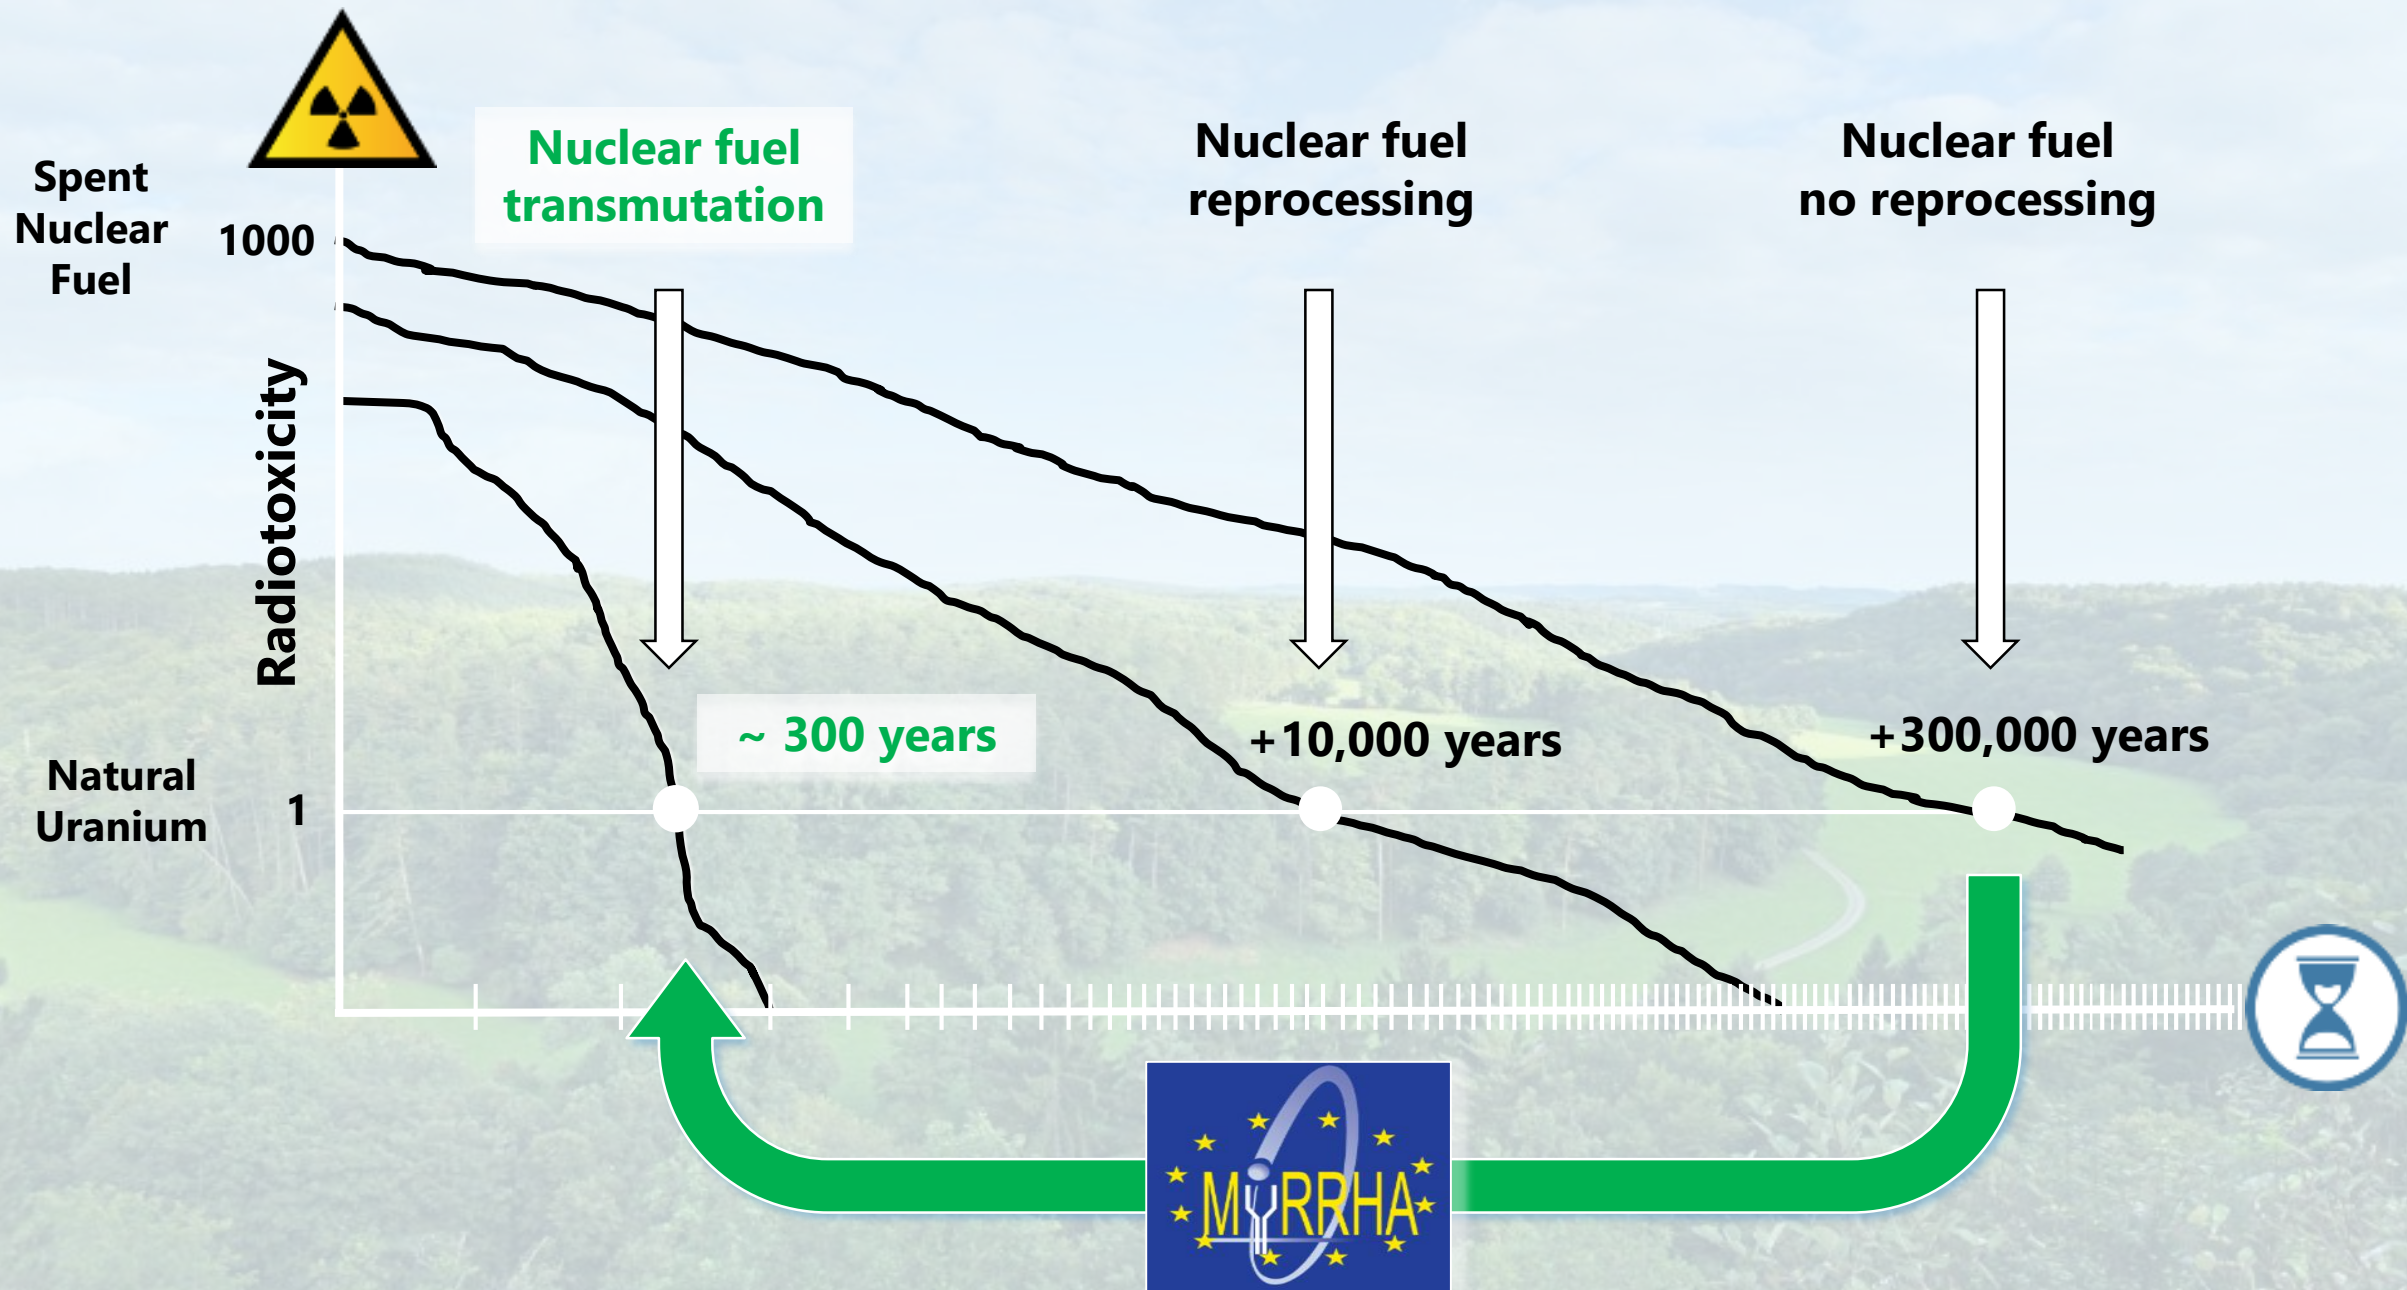 Spent
Nuclear
Fuel
1000
Nuclear fuel
transmutation
Nuclear fuel
reprocessing
Nuclear fuel
no reprocessing
Radiotoxicity
~ 300 years
+10,000 years
+300,000 years
Natural
Uranium
1
MYRRHA